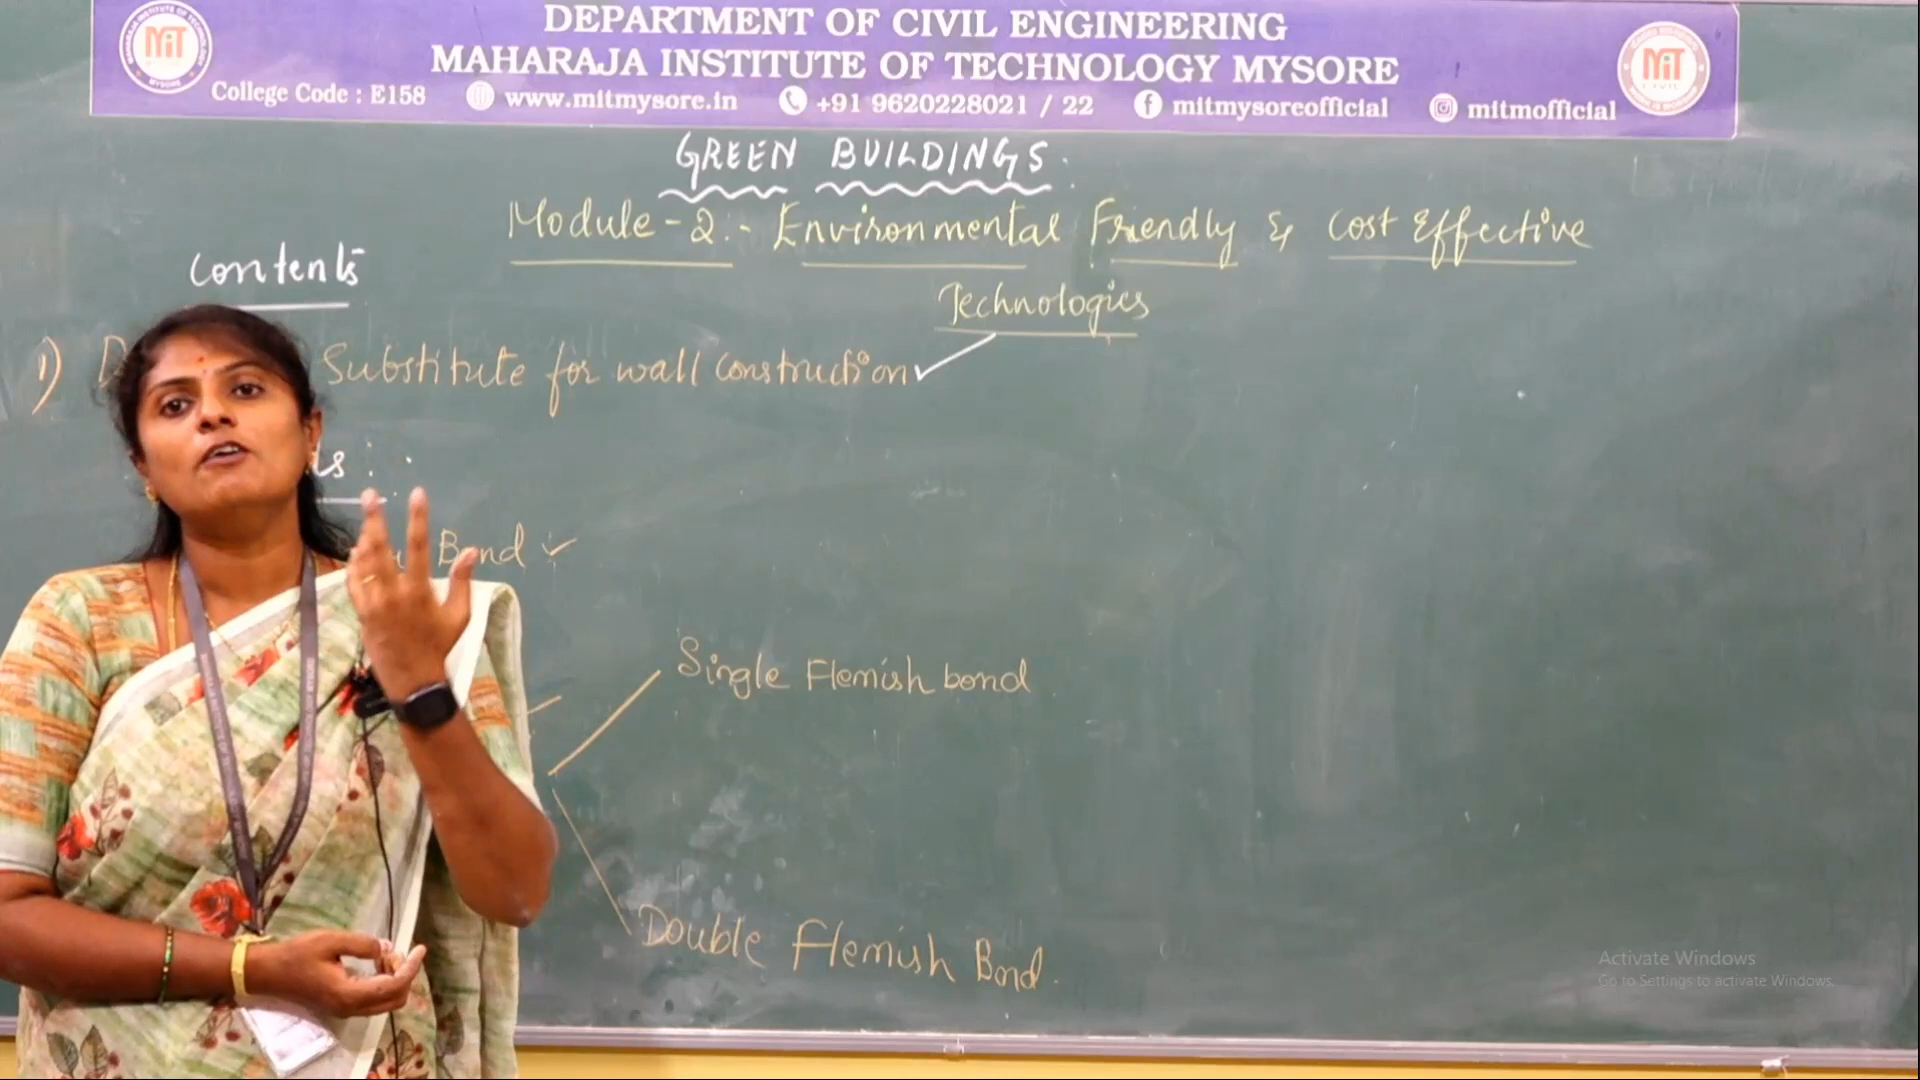 DEPARTMENT OF CIVIL ENGINEERING
MAHARAJA INSTITUTE OF TECHNOLOGY MYSORE
College Code : E158 www.mitmysore.in +91 9620228021 / 22 mitmysoreofficial mitmofficial
MIT
MIT
GREEN BUILDINGS.
Module-2:- Environmental Friendly & Cost Effective
Technologies
Contents
1) Substitute for wall construction
Bond
Single Flemish bond
Double Flemish Bond.
Activate Windows
Go to Settings to activate Windows.